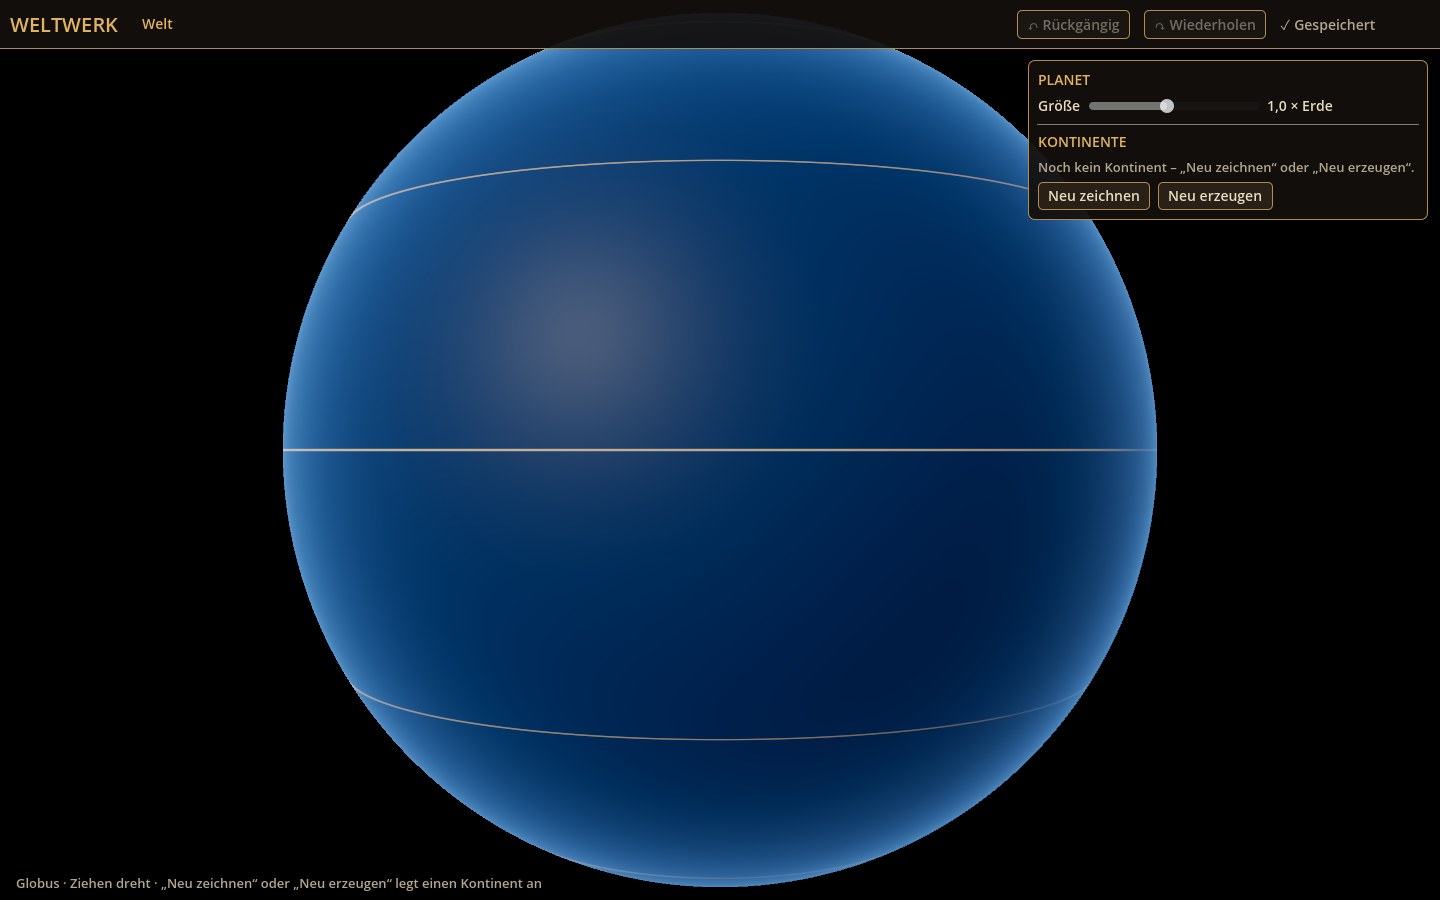 WELTWERK Welt ↶ Rückgängig ↷ Wiederholen ✓ Gespeichert
PLANET
Größe 1,0 × Erde
KONTINENTE
Noch kein Kontinent – „Neu zeichnen“ oder „Neu erzeugen“.
Neu zeichnen Neu erzeugen
Globus · Ziehen dreht · „Neu zeichnen“ oder „Neu erzeugen“ legt einen Kontinent an